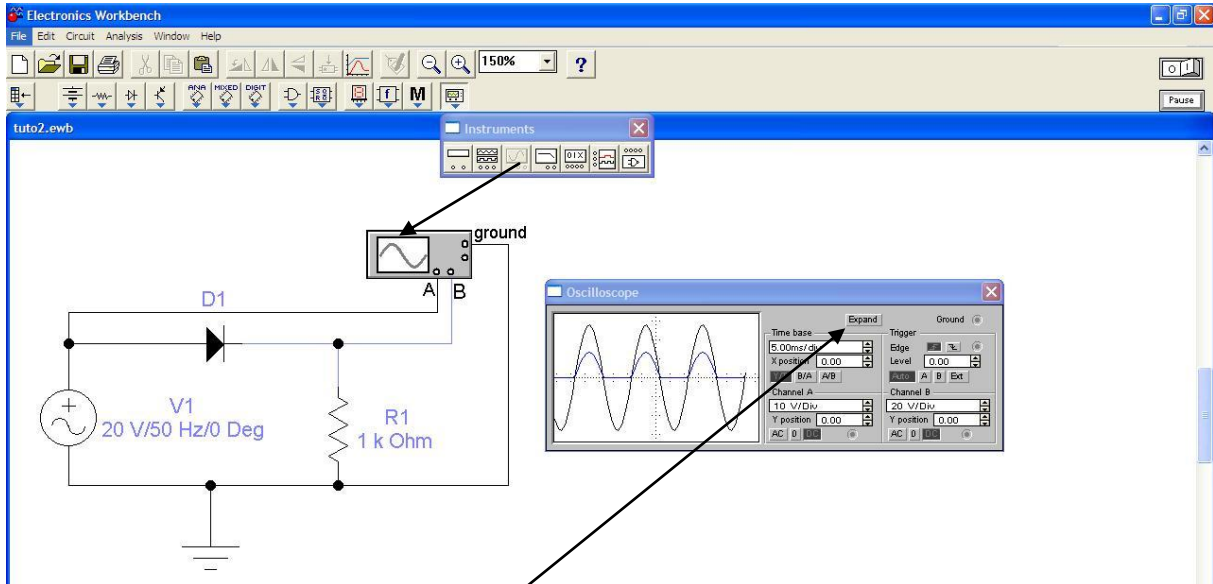 Electronics Workbench
File Edit Circuit Analysis Window Help
150%
?
ANA MIXED DIGIT
f M
Pause
tuto2.ewb
Instruments
ground
A B
D1
V1
20 V/50 Hz/0 Deg
R1
1 k Ohm
Oscilloscope
Expand Ground
Time base Trigger
5.00ms/div Edge
X position 0.00 Level 0.00
B/A A/B Auto A B Ext
Channel A Channel B
10 V/Div 20 V/Div
Y position 0.00 Y position 0.00
AC 0 DC AC 0 DC